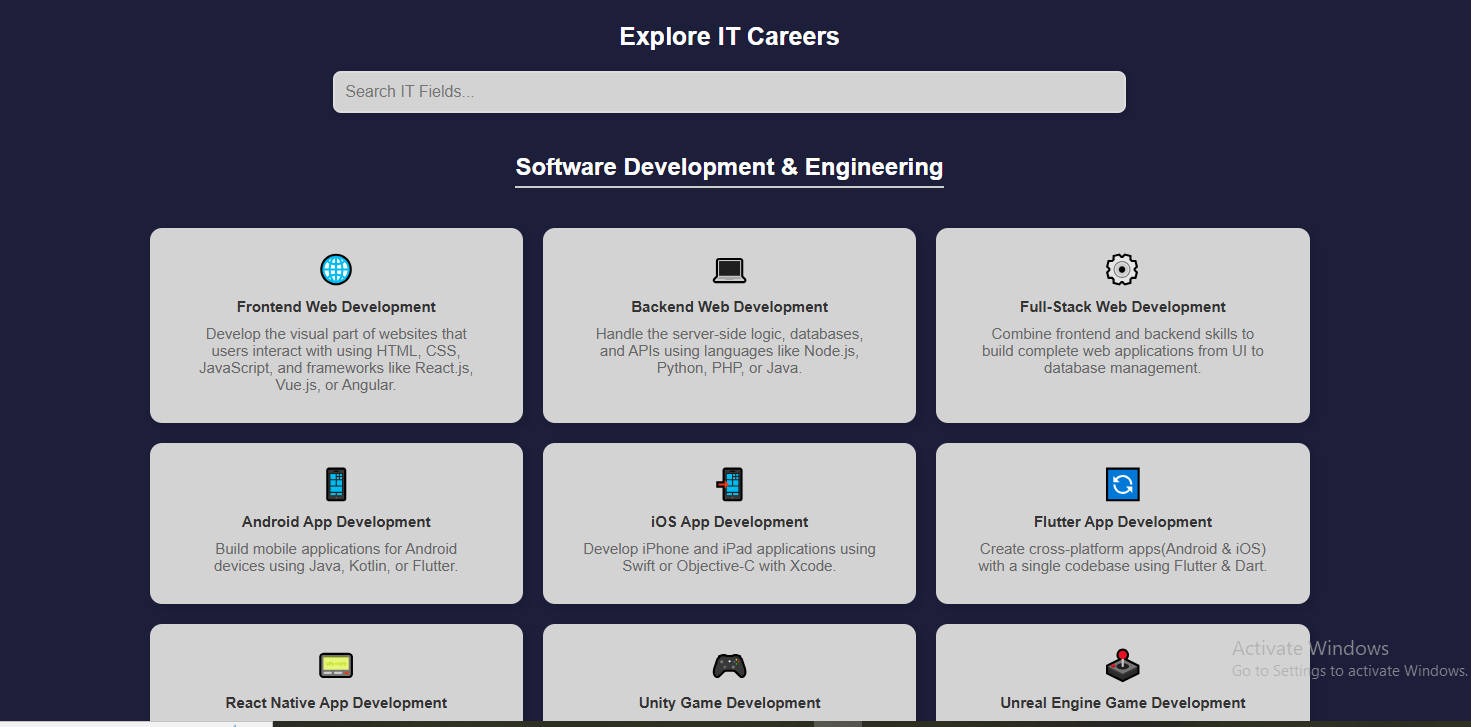 Explore IT Careers
Search IT Fields...
Software Development & Engineering
Frontend Web Development
Develop the visual part of websites that
users interact with using HTML, CSS,
JavaScript, and frameworks like React.js,
Vue.js, or Angular.
Backend Web Development
Handle the server-side logic, databases,
and APIs using languages like Node.js,
Python, PHP, or Java.
Full-Stack Web Development
Combine frontend and backend skills to
build complete web applications from UI to
database management.
Android App Development
Build mobile applications for Android
devices using Java, Kotlin, or Flutter.
iOS App Development
Develop iPhone and iPad applications using
Swift or Objective-C with Xcode.
Flutter App Development
Create cross-platform apps(Android & iOS)
with a single codebase using Flutter & Dart.
React Native App Development
Unity Game Development
Unreal Engine Game Development
Activate Windows
Go to Settings to activate Windows.